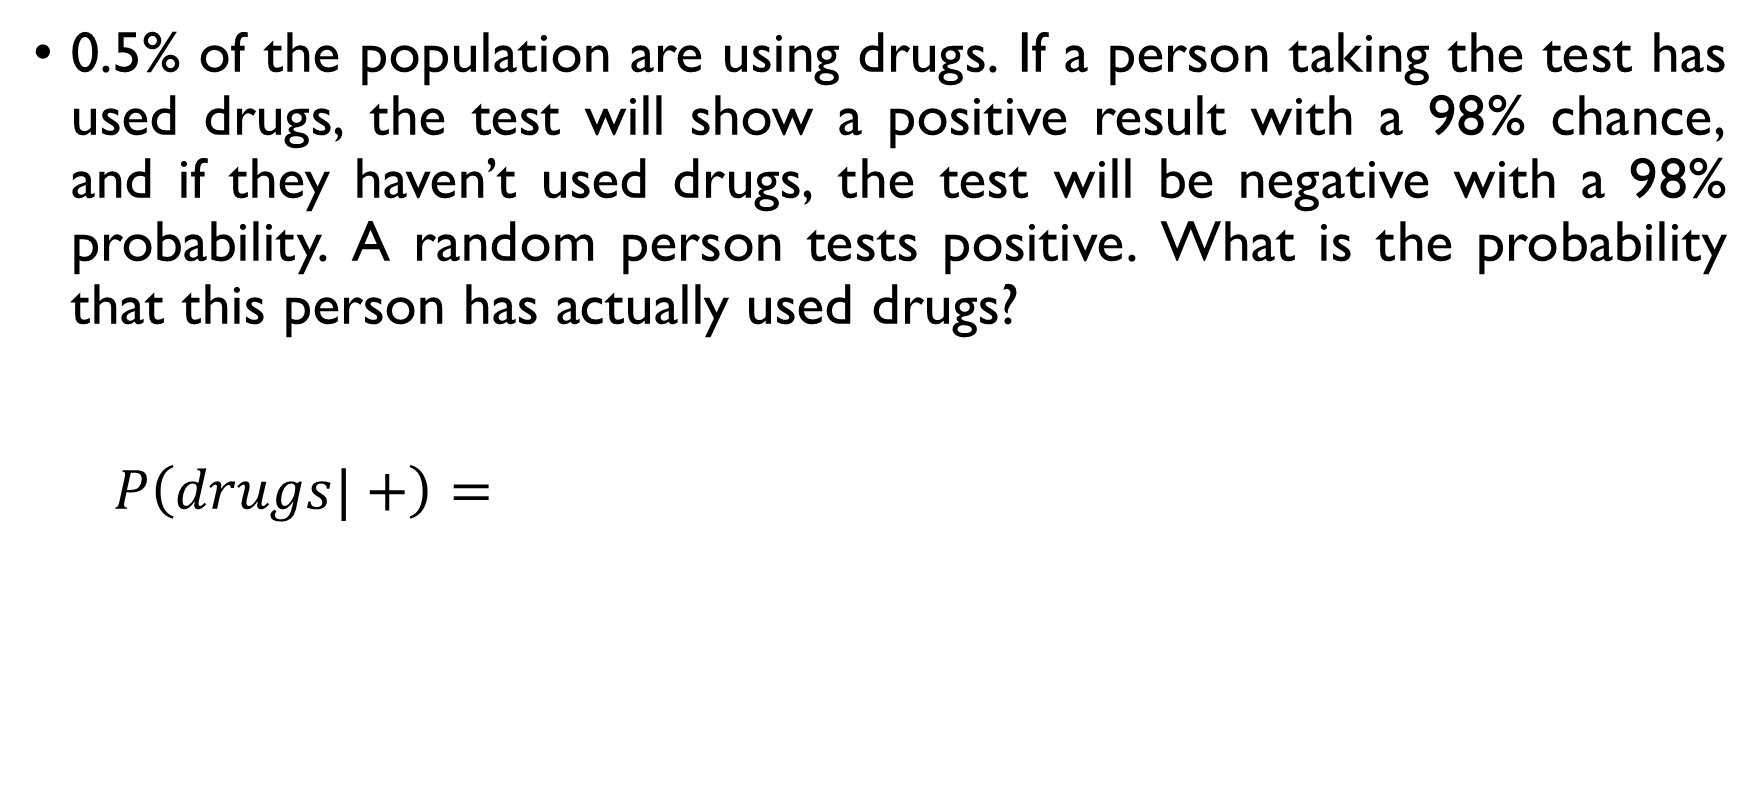 • 0.5% of the population are using drugs. If a person taking the test has
used drugs, the test will show a positive result with a 98% chance,
and if they haven’t used drugs, the test will be negative with a 98%
probability. A random person tests positive. What is the probability
that this person has actually used drugs?
P(drugs| +) =